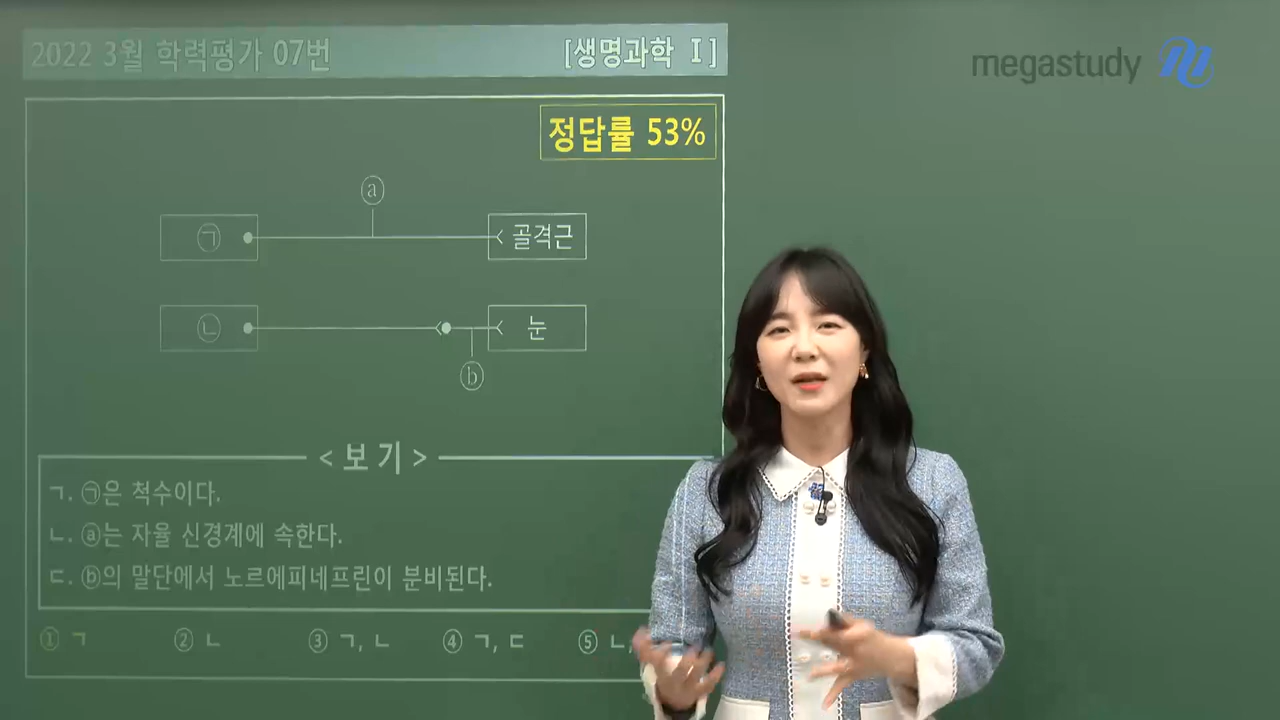 2022 3월 학력평가 07번
[생명과학 Ⅰ]
megastudy
정답률 53%
ⓐ
㉠
골격근
㉡
눈
ⓑ
< 보 기 >
ㄱ. ㉠은 척수이다.
ㄴ. ⓐ는 자율 신경계에 속한다.
ㄷ. ⓑ의 말단에서 노르에피네프린이 분비된다.
① ㄱ ② ㄴ ③ ㄱ, ㄴ ④ ㄱ, ㄷ ⑤ ㄴ,